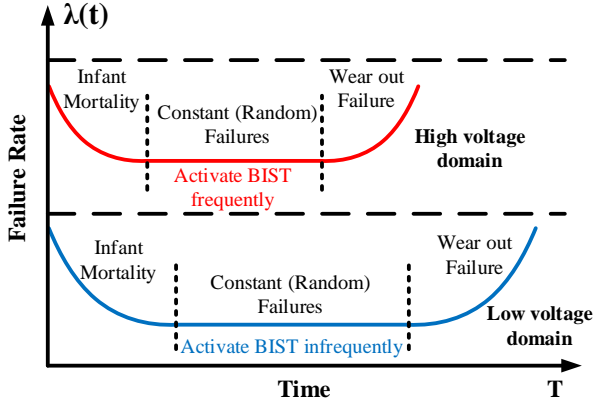 λ(t)
Infant
Mortality
Wear out
Failure
Constant (Random)
Failures
High voltage
domain
Activate BIST
frequently
Failure Rate
Infant
Mortality
Wear out
Failure
Constant (Random)
Failures
Low voltage
domain
Activate BIST infrequently
Time
T